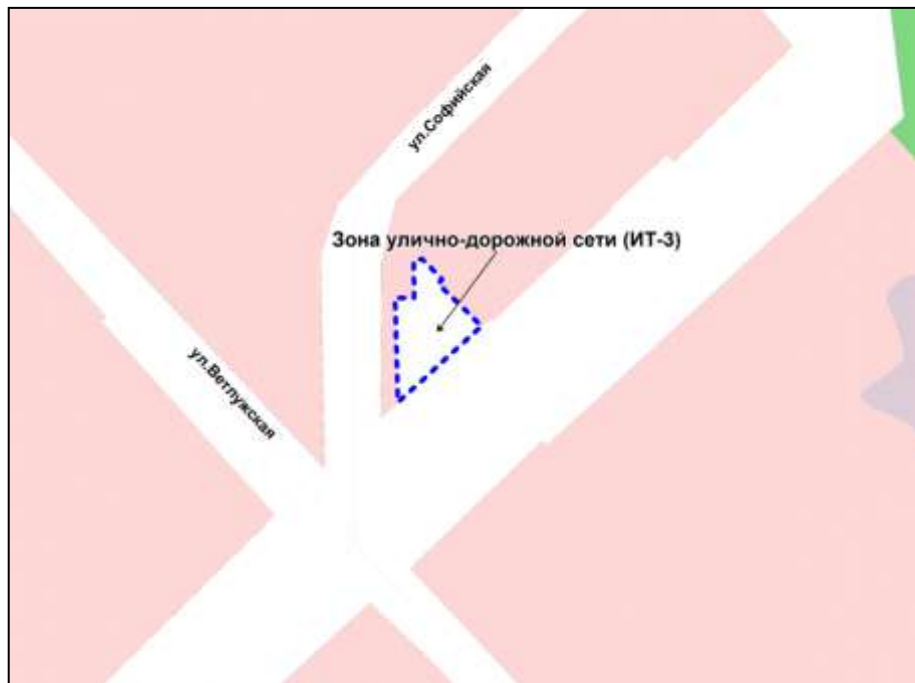 ул.Софийская
Зона улично-дорожной сети (ИТ-3)
ул.Ветлужская